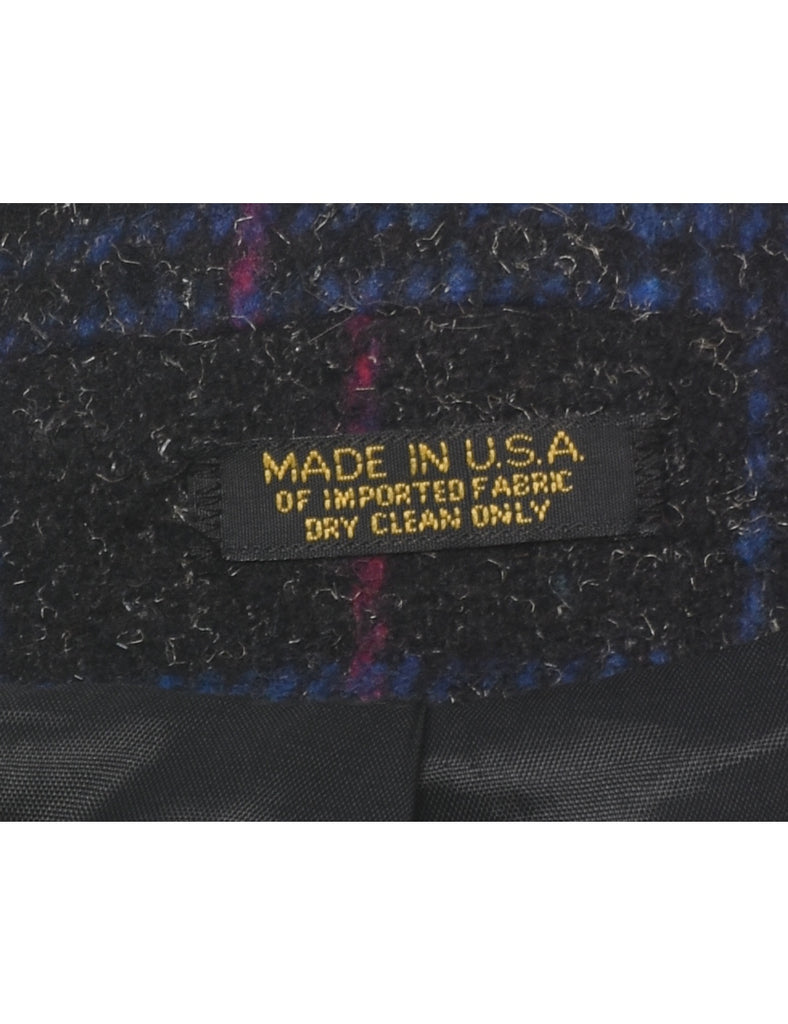 MADE IN U.S.A.
OF IMPORTED FABRIC
DRY CLEAN ONLY